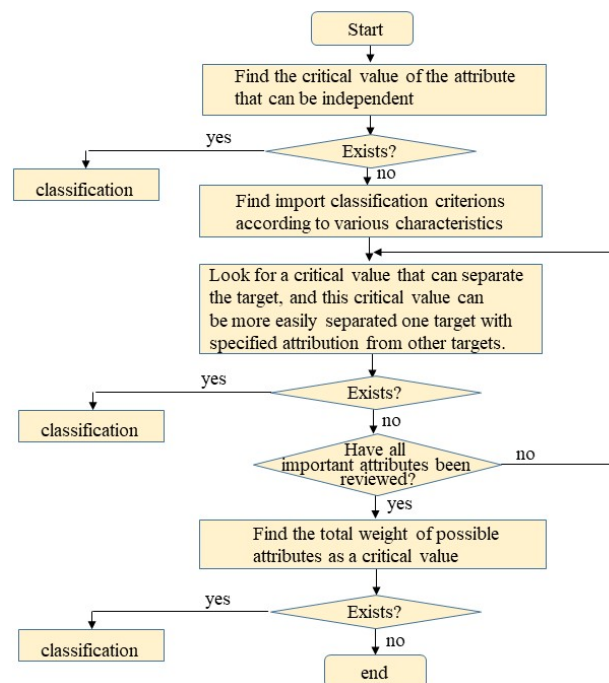 Start
Find the critical value of the attribute
that can be independent
yes
Exists?
no
classification
Find import classification criterions
according to various characteristics
Look for a critical value that can separate
the target, and this critical value can
be more easily separated one target with
specified attribution from other targets.
yes
Exists?
no
classification
Have all
important attributes been
reviewed?
no
yes
Find the total weight of possible
attributes as a critical value
yes
Exists?
no
classification
end